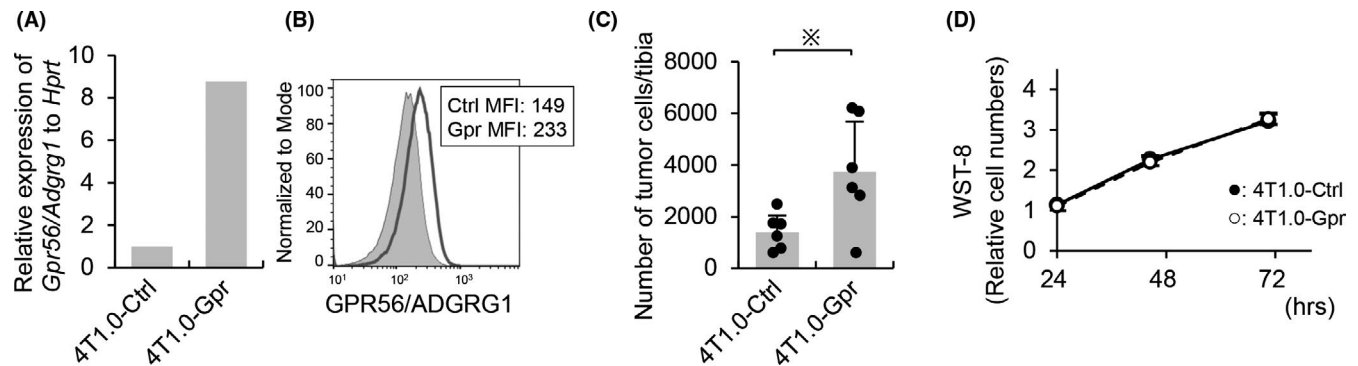 (A)
Relative expression of
Gpr56/Adgrg1 to Hprt
10
8
6
4
2
0
4T1.0-Ctrl
4T1.0-Gpr
(B)
Normalized to Mode
100
80
60
40
20
0
Ctrl MFI: 149
Gpr MFI: 233
10¹
10²
10³
GPR56/ADGRG1
(C)
Number of tumor cells/tibia
8000
6000
4000
2000
0
※
4T1.0-Ctrl
4T1.0-Gpr
(D)
WST-8
(Relative cell numbers)
4
3
2
1
0
●: 4T1.0-Ctrl
○: 4T1.0-Gpr
24
48
72
(hrs)